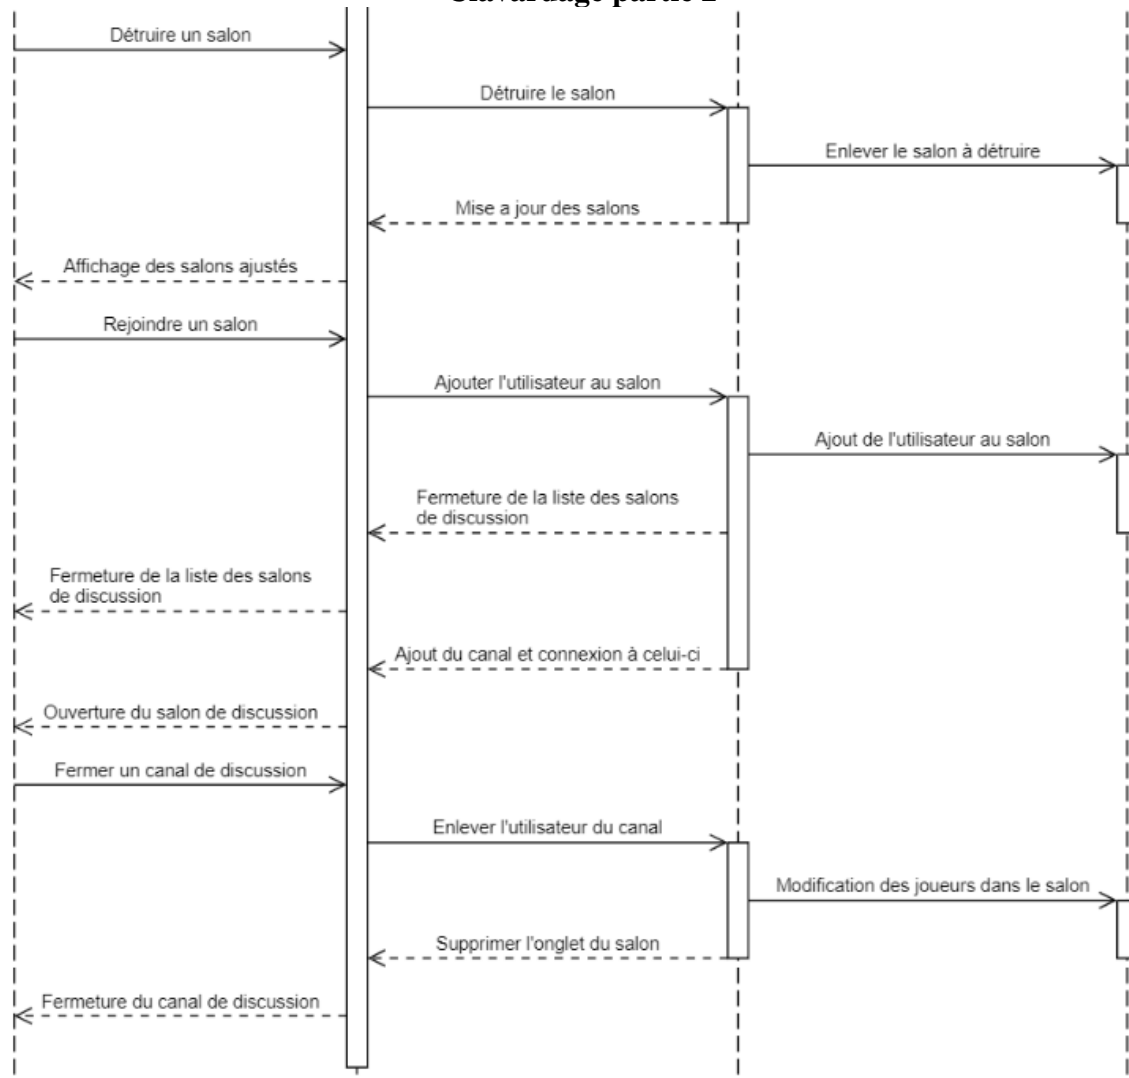 Clavardage partie 2
Détruire un salon
Détruire le salon
Enlever le salon à détruire
Mise a jour des salons
Affichage des salons ajustés
Rejoindre un salon
Ajouter l'utilisateur au salon
Ajout de l'utilisateur au salon
Fermeture de la liste des salons
de discussion
Fermeture de la liste des salons
de discussion
Ajout du canal et connexion à celui-ci
Ouverture du salon de discussion
Fermer un canal de discussion
Enlever l'utilisateur du canal
Modification des joueurs dans le salon
Supprimer l'onglet du salon
Fermeture du canal de discussion